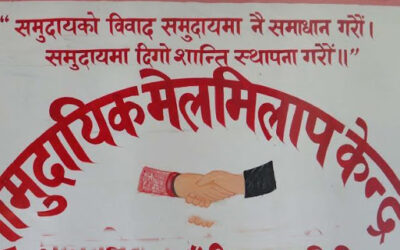 “ समुदायको विवाद समुदायमा नै समाधान गरौं ।
समुदायमा दिगो शान्ति स्थापना गरौं ॥”
सामुदायिक मेलमिलाप केन्द्र